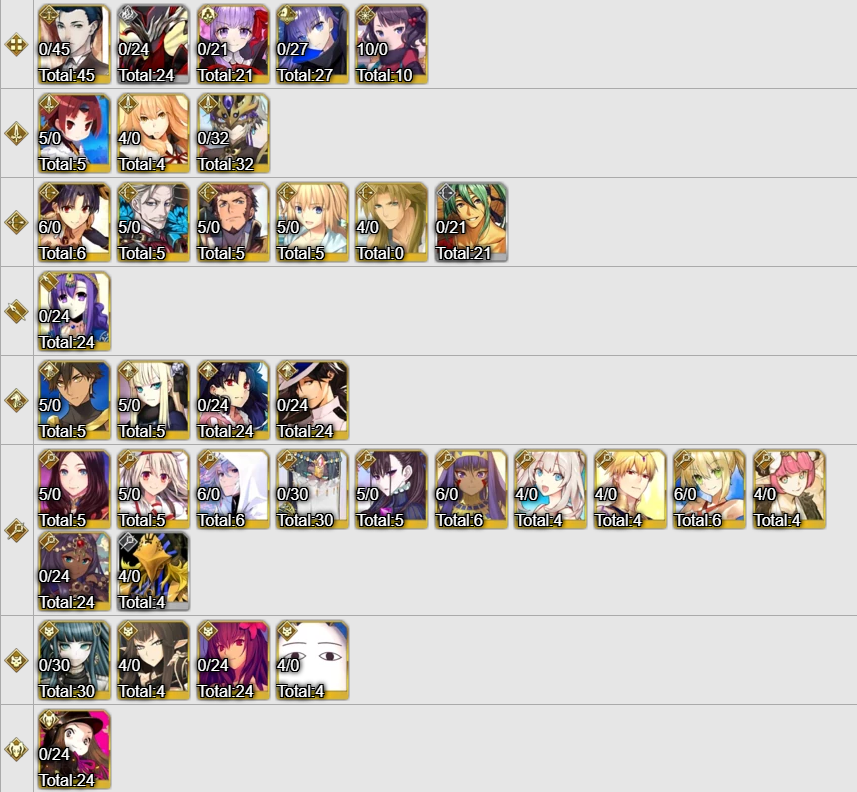 0/45
Total:45
0/24
Total:24
0/21
Total:21
0/27
Total:27
10/0
Total:10
5/0
Total:5
4/0
Total:4
0/32
Total:32
6/0
Total:6
5/0
Total:5
5/0
Total:5
5/0
Total:5
4/0
Total:0
0/21
Total:21
0/24
Total:24
5/0
Total:5
5/0
Total:5
0/24
Total:24
0/24
Total:24
5/0
Total:5
5/0
Total:5
6/0
Total:6
0/30
Total:30
5/0
Total:5
6/0
Total:6
4/0
Total:4
4/0
Total:4
6/0
Total:6
4/0
Total:4
0/24
Total:24
4/0
Total:4
0/30
Total:30
4/0
Total:4
0/24
Total:24
4/0
Total:4
0/24
Total:24